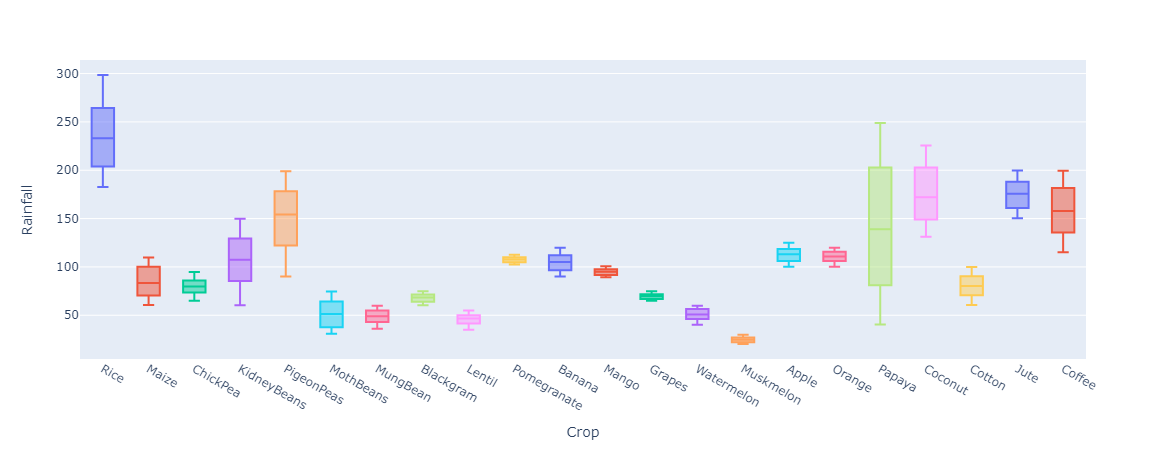 Rainfall
300
250
200
150
100
50
Rice
Maize
ChickPea
KidneyBeans
PigeonPeas
MothBeans
MungBean
Blackgram
Lentil
Pomegranate
Banana
Mango
Grapes
Watermelon
Muskmelon
Apple
Orange
Papaya
Coconut
Cotton
Jute
Coffee
Crop